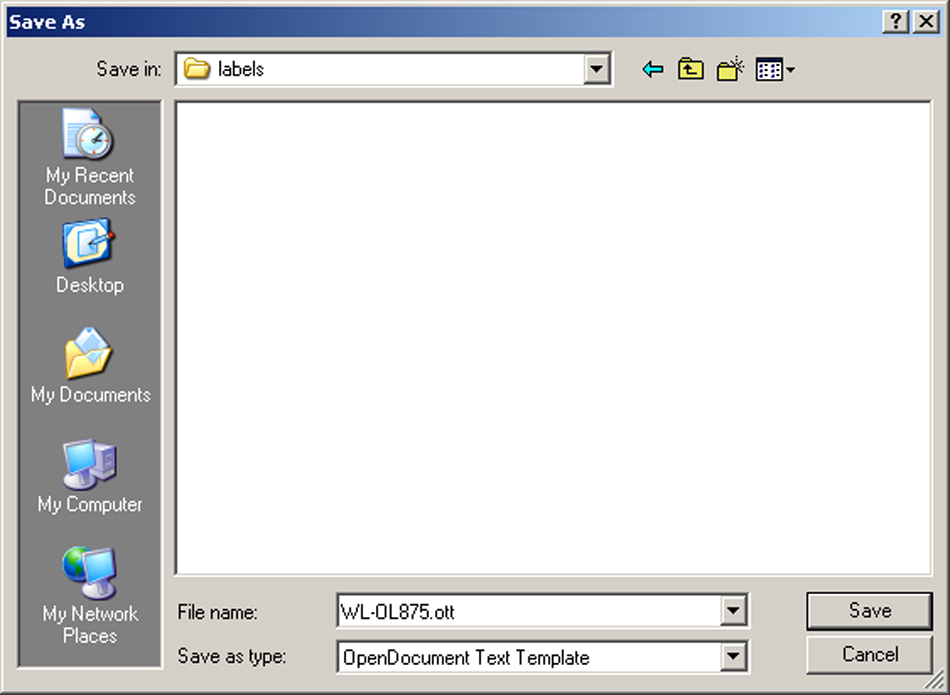 Save As
Save in:
labels
My Recent
Documents
Desktop
My Documents
My Computer
My Network
Places
File name:
WL-OL875.ott
Save
Save as type:
OpenDocument Text Template
Cancel